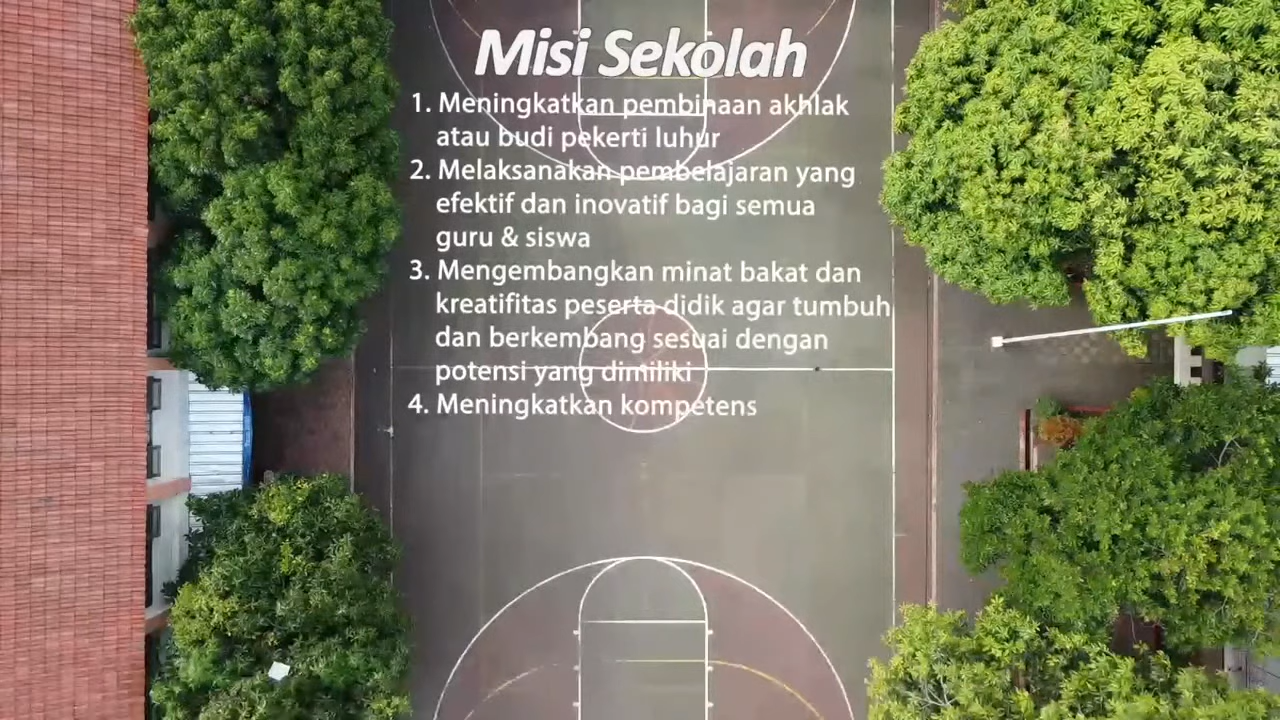 Misi Sekolah
1. Meningkatkan pembinaan akhlak
atau budi pekerti luhur
2. Melaksanakan pembelajaran yang
efektif dan inovatif bagi semua
guru & siswa
3. Mengembangkan minat bakat dan
kreatifitas peserta didik agar tumbuh
dan berkembang sesuai dengan
potensi yang dimiliki
4. Meningkatkan kompetens